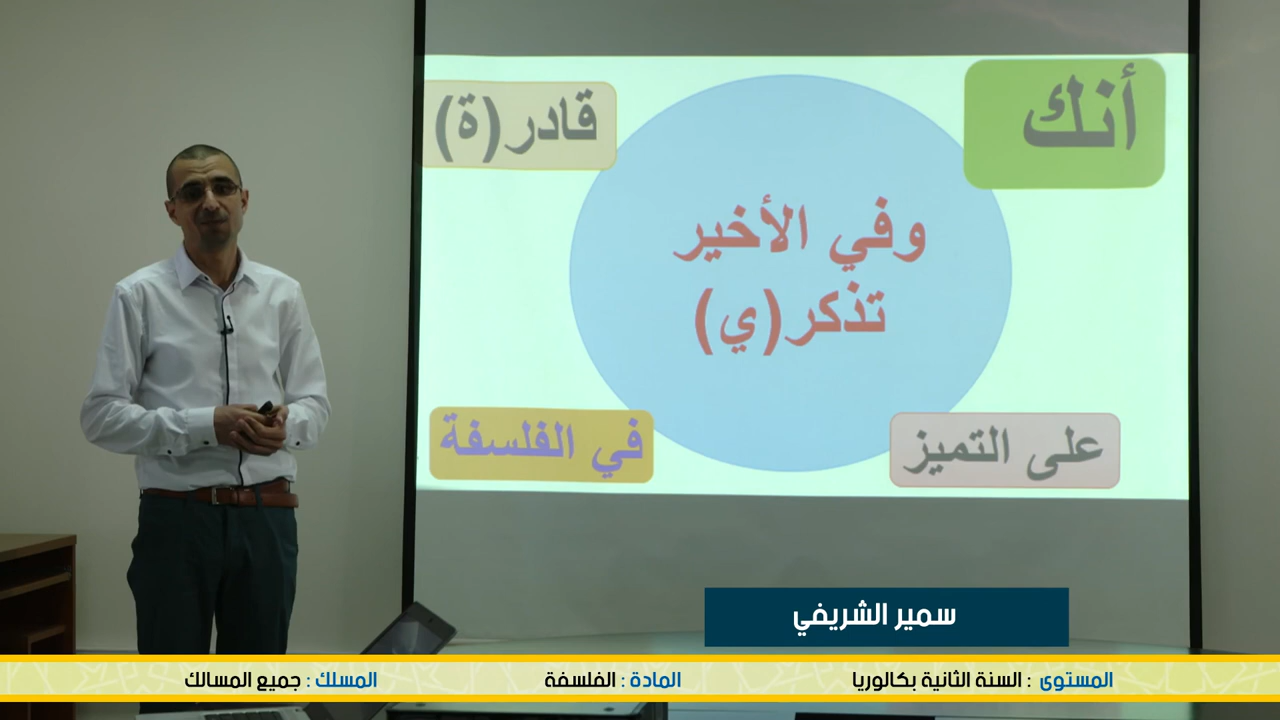 أنك
قادر(ة)
وفي الأخير
تذكر(ي)
على التميز
في الفلسفة
سمير الشريفي
المستوى : السنة الثانية بكالوريا
المادة : الفلسفة
المسلك : جميع المسالك